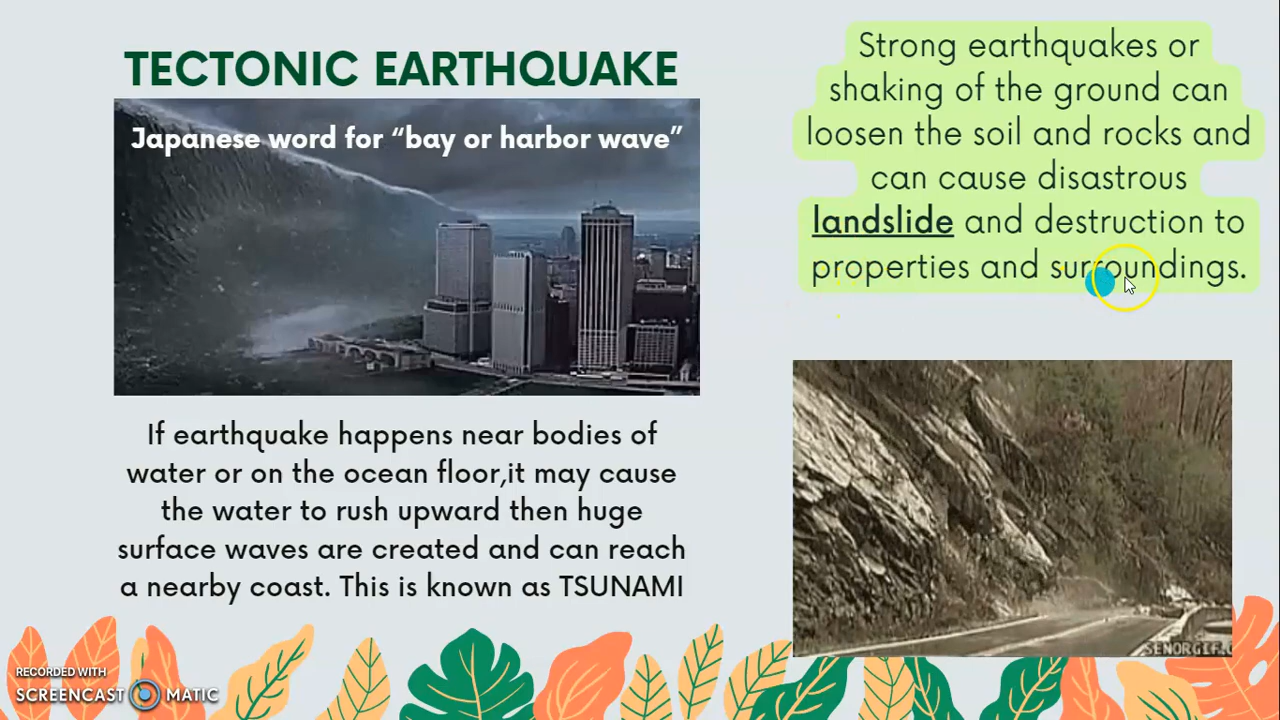 TECTONIC EARTHQUAKE
Japanese word for “bay or harbor wave”
If earthquake happens near bodies of
water or on the ocean floor,it may cause
the water to rush upward then huge
surface waves are created and can reach
a nearby coast. This is known as TSUNAMI
Strong earthquakes or
shaking of the ground can
loosen the soil and rocks and
can cause disastrous
landslide and destruction to
properties and surroundings.
RECORDED WITH
SCREENCAST MATIC